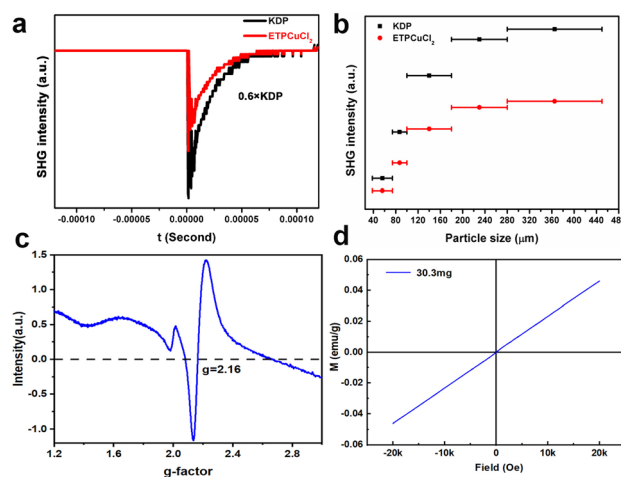 a
KDP
ETPCuCl₂
0.6×KDP
SHG intensity (a.u.)
-0.00010 -0.00005 0.00000 0.00005 0.00010
t (Second)
b
KDP
ETPCuCl₂
SHG intensity (a.u.)
40 80 120 160 200 240 280 320 360 400 440 480
Particle size (μm)
c
1.5
1.0
0.5
0.0
-0.5
-1.0
Intensity(a.u.)
g=2.16
1.2 1.6 2.0 2.4 2.8
g-factor
d
30.3mg
0.06
0.04
0.02
0.00
-0.02
-0.04
-0.06
M (emu/g)
-20k -10k 0 10k 20k
Field (Oe)